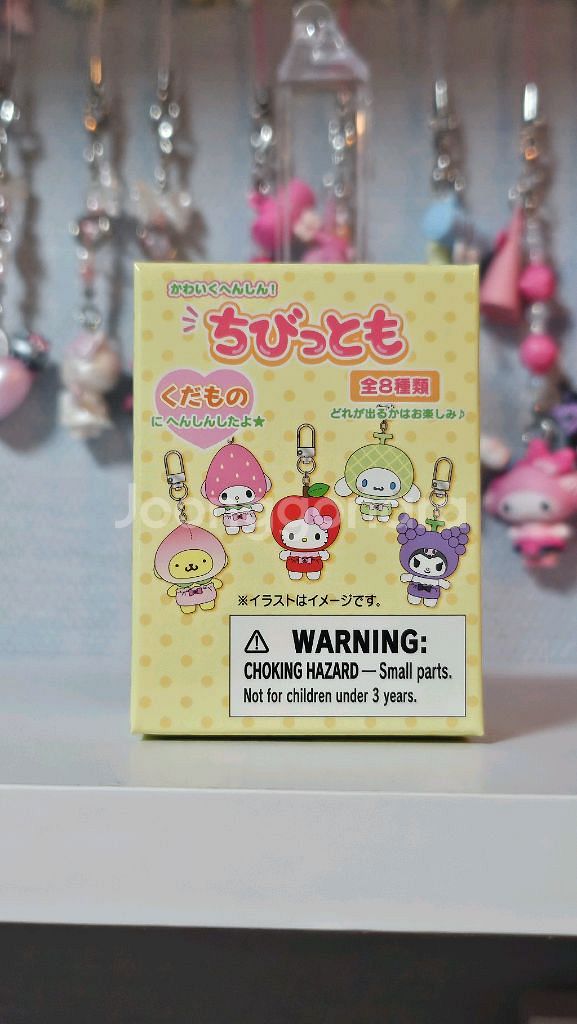 かわいくへんしん!
ちびっとも
くだもの
に へんしんしたよ★
全8種類
どれが出るかはお楽しみ♪
Joonggonara
※イラストはイメージです。
⚠ WARNING:
CHOKING HAZARD — Small parts.
Not for children under 3 years.